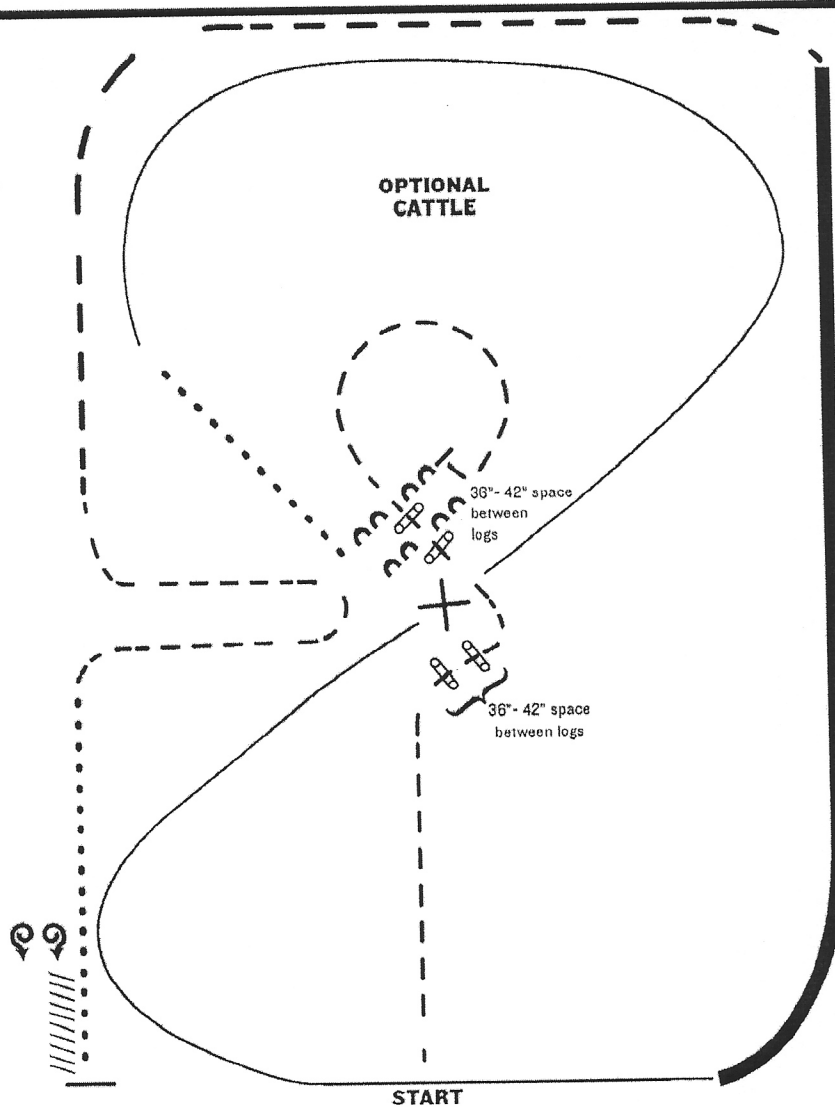 OPTIONAL
CATTLE
36"- 42" space
between
logs
36"- 42" space
between logs
START